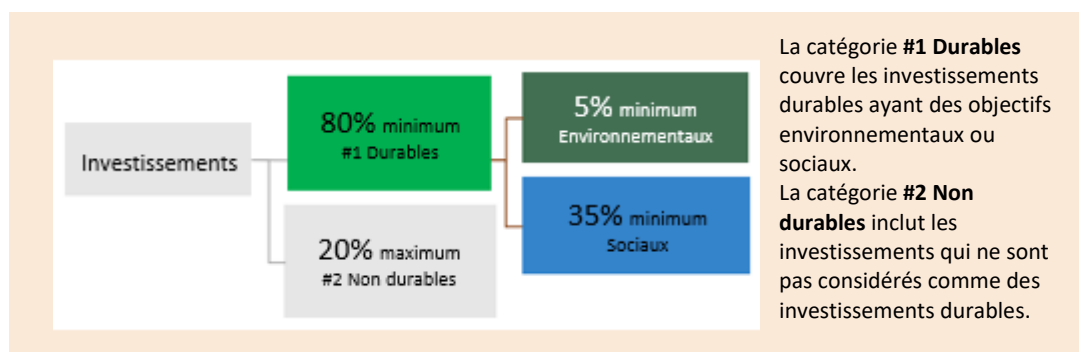 Investissements
80% minimum
#1 Durables
20% maximum
#2 Non durables
5% minimum
Environnementaux
35% minimum
Sociaux
La catégorie #1 Durables
couvre les investissements
durables ayant des objectifs
environnementaux ou
sociaux.
La catégorie #2 Non
durables inclut les
investissements qui ne sont
pas considérés comme des
investissements durables.